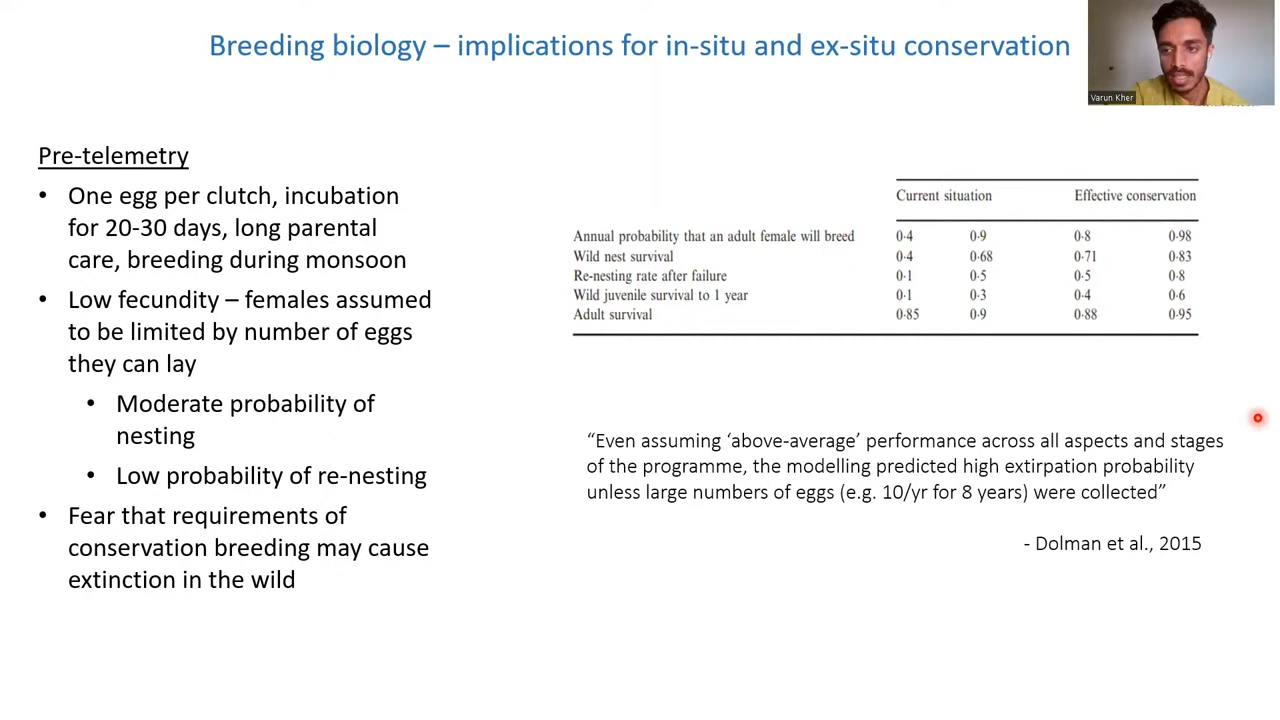 Breeding biology – implications for in-situ and ex-situ conservation
Varun Kher
Pre-telemetry
• One egg per clutch, incubation
for 20-30 days, long parental
care, breeding during monsoon
• Low fecundity – females assumed
to be limited by number of eggs
they can lay
• Moderate probability of
nesting
• Low probability of re-nesting
• Fear that requirements of
conservation breeding may cause
extinction in the wild
Current situation Effective conservation
Annual probability that an adult female will breed 0·4 0·9 0·8 0·98
Wild nest survival 0·4 0·68 0·71 0·83
Re-nesting rate after failure 0·1 0·5 0·5 0·8
Wild juvenile survival to 1 year 0·1 0·3 0·4 0·6
Adult survival 0·85 0·9 0·88 0·95
“Even assuming ‘above-average’ performance across all aspects and stages
of the programme, the modelling predicted high extirpation probability
unless large numbers of eggs (e.g. 10/yr for 8 years) were collected”
- Dolman et al., 2015